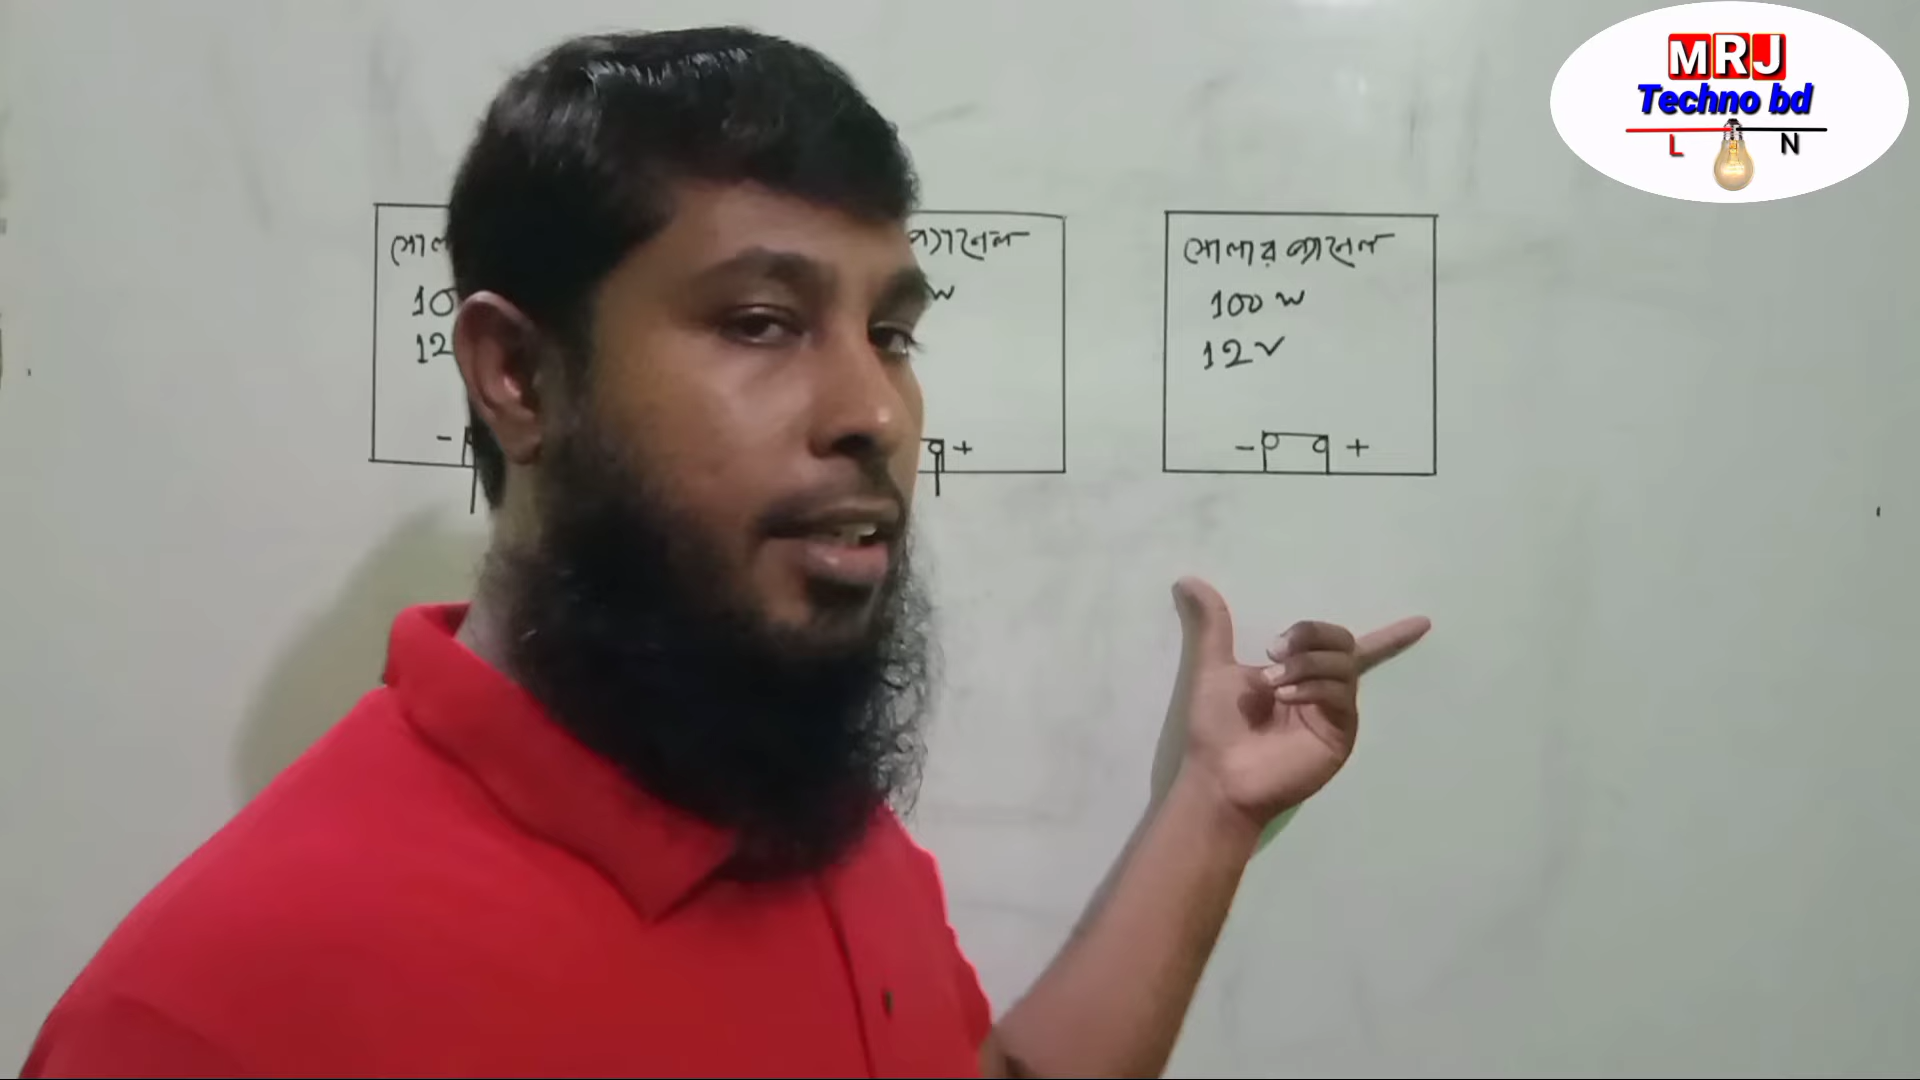 MRJ
Techno bd
L N
সোল
10
12
-
প্যানেল
w
+
সোলার প্যানেল
100 w
12 v
- +